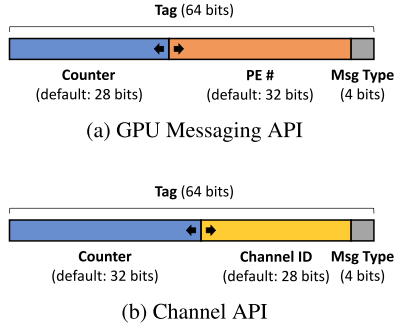 Tag (64 bits)
Counter PE # Msg Type
(default: 28 bits) (default: 32 bits) (4 bits)
(a) GPU Messaging API
Tag (64 bits)
Counter Channel ID Msg Type
(default: 32 bits) (default: 28 bits) (4 bits)
(b) Channel API